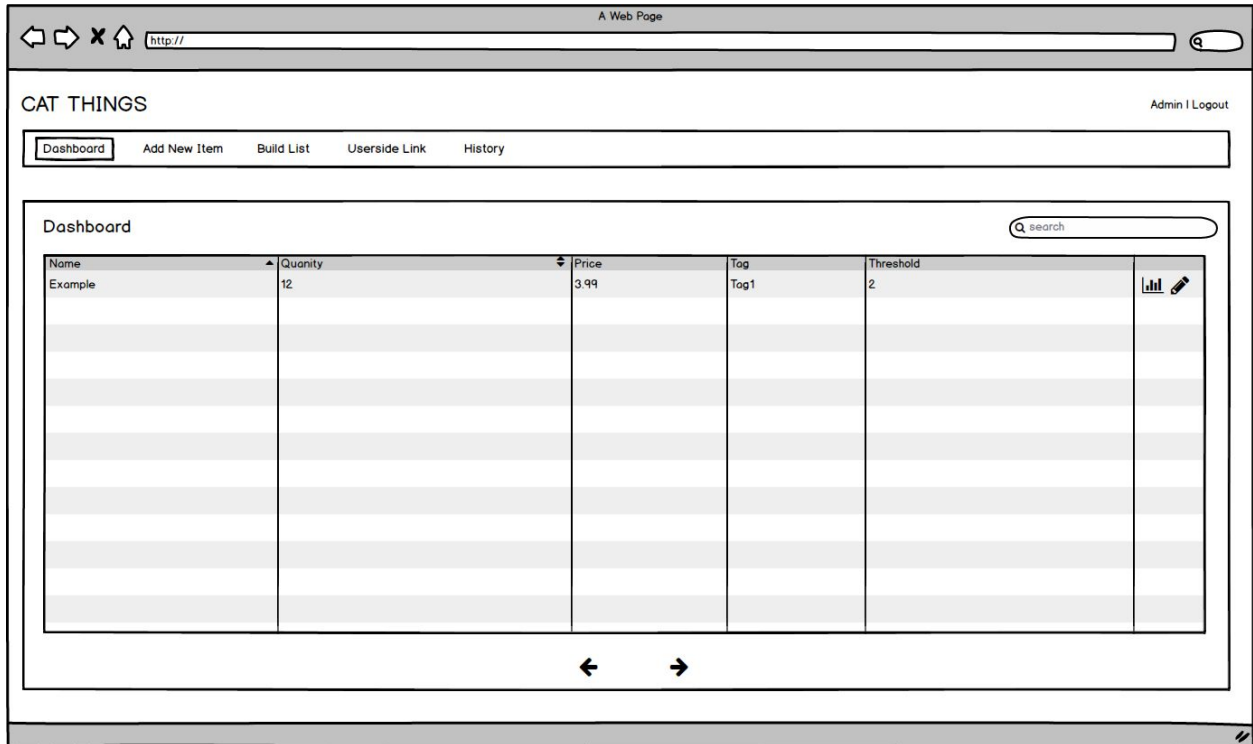 A Web Page
http://
CAT THINGS
Admin | Logout
Dashboard Add New Item Build List Userside Link History
Dashboard
search
Name Quanity Price Tag Threshold
Example 12 3.99 Tag1 2